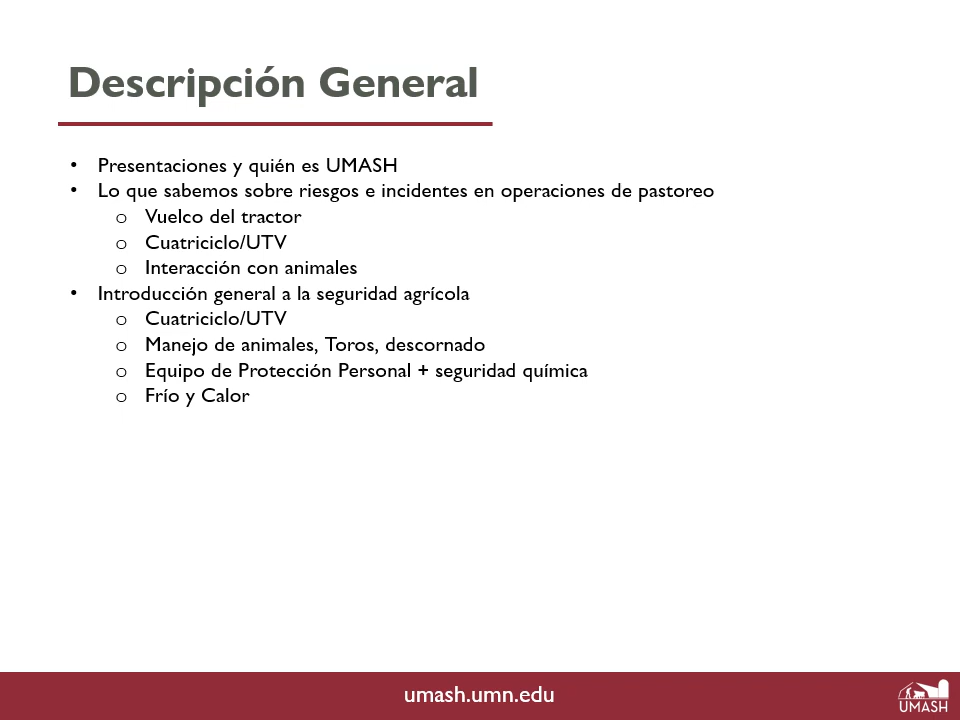 Descripción General
• Presentaciones y quién es UMASH
• Lo que sabemos sobre riesgos e incidentes en operaciones de pastoreo
o Vuelco del tractor
o Cuatriciclo/UTV
o Interacción con animales
• Introducción general a la seguridad agrícola
o Cuatriciclo/UTV
o Manejo de animales, Toros, descornado
o Equipo de Protección Personal + seguridad química
o Frío y Calor
umash.umn.edu
UMASH